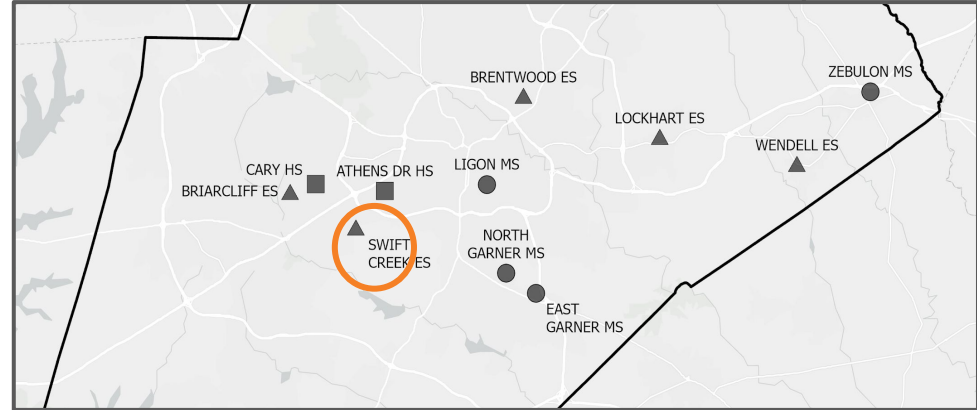 BRENTWOOD ES
ZEBULON MS
LOCKHART ES
WENDELL ES
CARY HS
ATHENS DR HS
LIGON MS
BRIARCLIFF ES
SWIFT
CREEK ES
NORTH
GARNER MS
EAST
GARNER MS